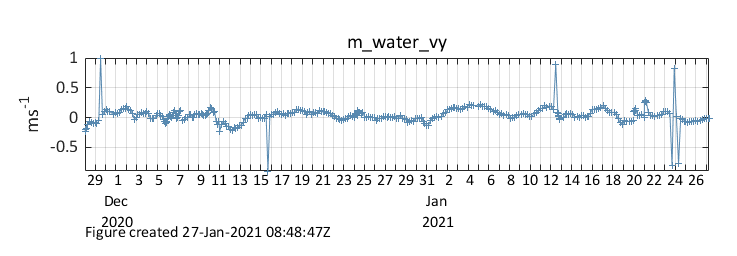 m_water_vy
1
0.5
0
-0.5
ms-1
29 1 3 5 7 9 11 13 15 17 19 21 23 25 27 29 31 2 4 6 8 10 12 14 16 18 20 22 24 26
Dec Jan
2020 2021
Figure created 27-Jan-2021 08:48:47Z